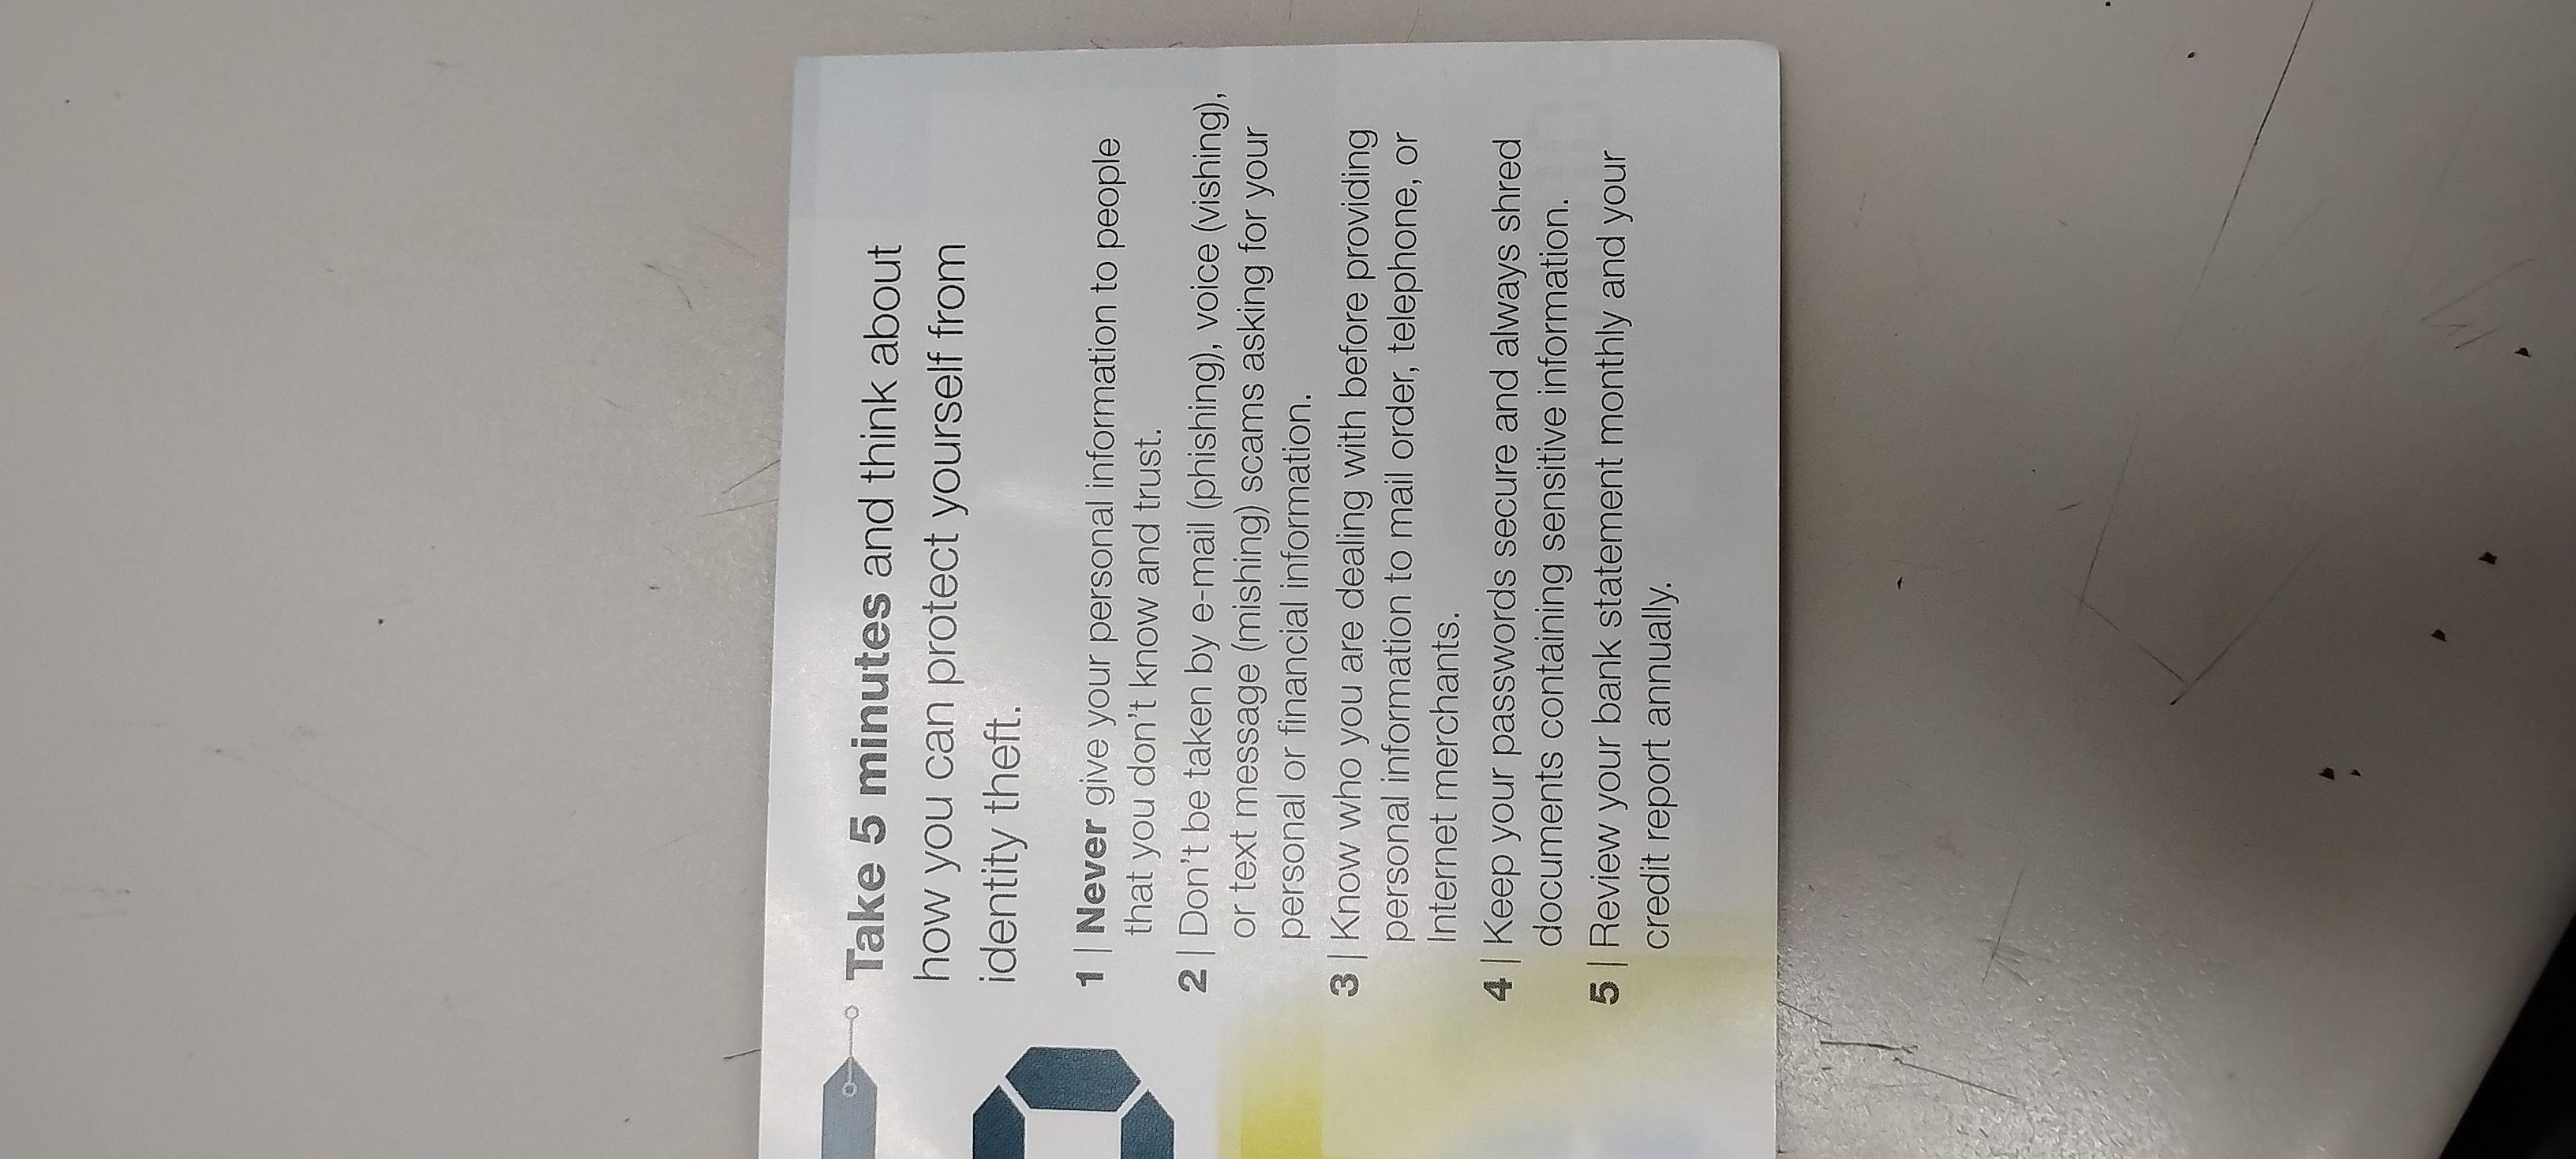 Take 5 minutes and think about
how you can protect yourself from
identity theft.
1 | Never give your personal information to people
that you don't know and trust.
2 | Don't be taken by e-mail (phishing), voice (vishing),
or text message (mishing) scams asking for your
personal or financial information.
3 | Know who you are dealing with before providing
personal information to mail order, telephone, or
Internet merchants.
4 | Keep your passwords secure and always shred
documents containing sensitive information.
5 | Review your bank statement monthly and your
credit report annually.